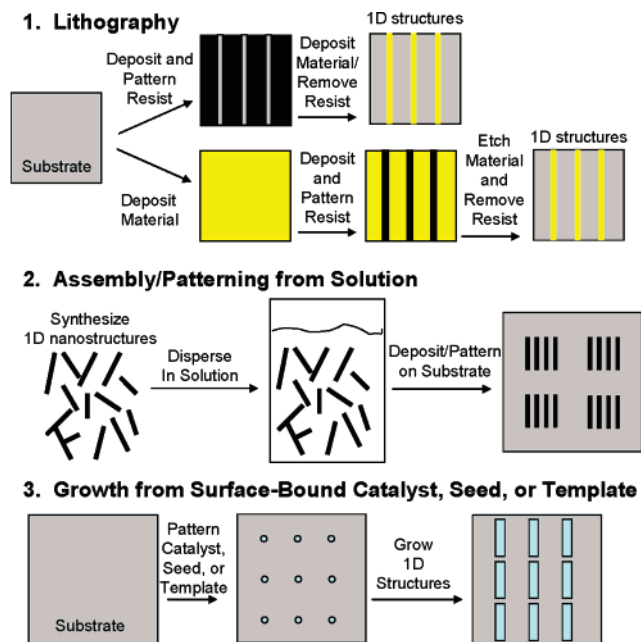 1. Lithography
Deposit and
Pattern
Resist
Deposit
Material/
Remove
Resist
1D structures
Substrate
Deposit
Material
Deposit
and
Pattern
Resist
Etch
Material
and
Remove
Resist
1D structures
2. Assembly/Patterning from Solution
Synthesize
1D nanostructures
Disperse
In Solution
Deposit/Pattern
on Substrate
3. Growth from Surface-Bound Catalyst, Seed, or Template
Substrate
Pattern
Catalyst,
Seed, or
Template
Grow
1D
Structures